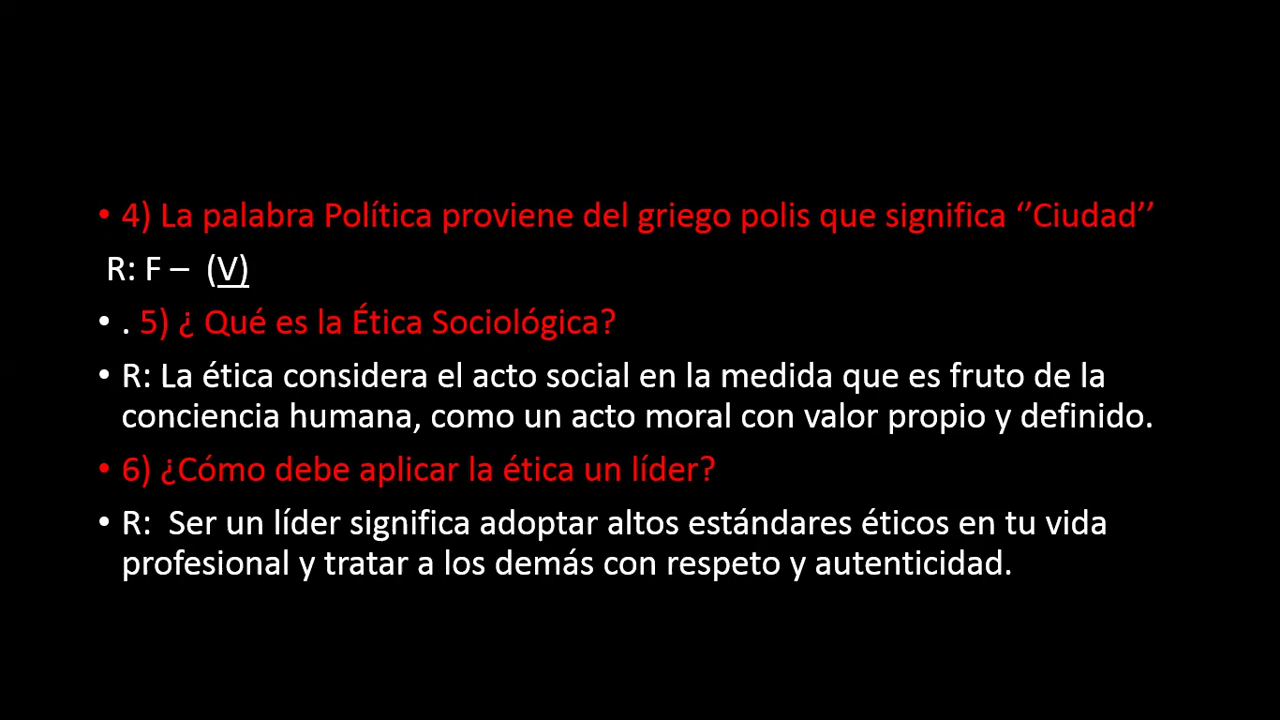 • 4) La palabra Política proviene del griego polis que significa ‘’Ciudad’’
R: F – (V)
• . 5) ¿ Qué es la Ética Sociológica?
• R: La ética considera el acto social en la medida que es fruto de la
conciencia humana, como un acto moral con valor propio y definido.
• 6) ¿Cómo debe aplicar la ética un líder?
• R:  Ser un líder significa adoptar altos estándares éticos en tu vida
profesional y tratar a los demás con respeto y autenticidad.